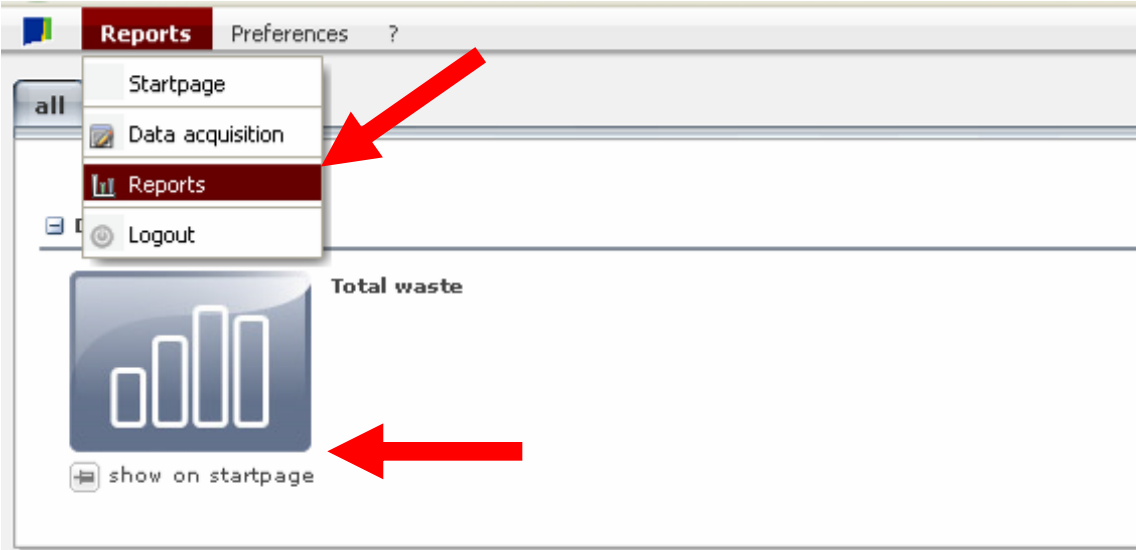 Reports Preferences ?
Startpage
all
Data acquisition
Reports
Logout
Total waste
show on startpage